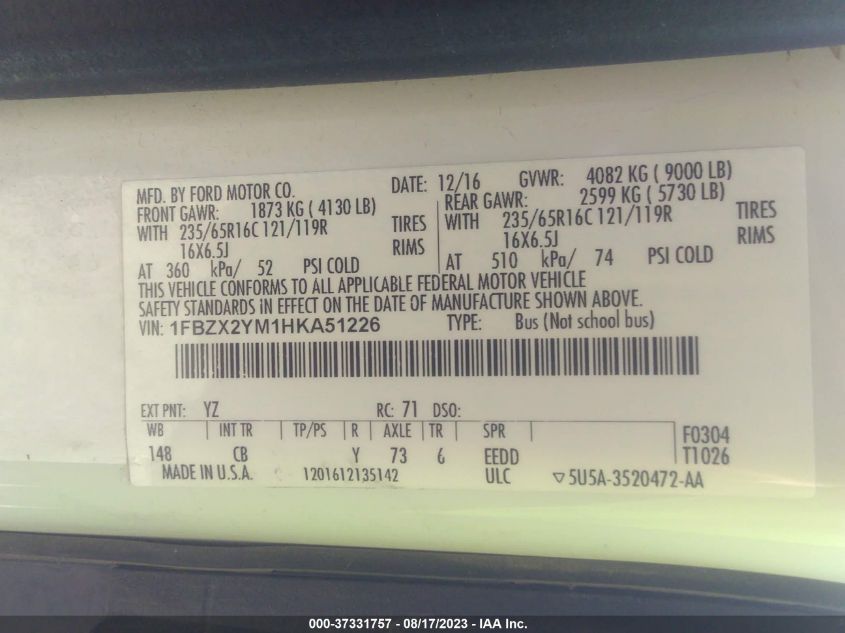 MFD. BY FORD MOTOR CO. DATE: 12/16 GVWR: 4082 KG ( 9000 LB)
FRONT GAWR: 1873 KG ( 4130 LB) REAR GAWR: 2599 KG ( 5730 LB)
WITH 235/65R16C 121/119R TIRES WITH 235/65R16C 121/119R TIRES
16X6.5J RIMS 16X6.5J RIMS
AT 360 kPa/ 52 PSI COLD AT 510 kPa/ 74 PSI COLD
THIS VEHICLE CONFORMS TO ALL APPLICABLE FEDERAL MOTOR VEHICLE
SAFETY STANDARDS IN EFFECT ON THE DATE OF MANUFACTURE SHOWN ABOVE.
VIN: 1FBZX2YM1HKA51226 TYPE: Bus (Not school bus)
EXT PNT: YZ RC: 71 DSO:
WB INT TR TP/PS R AXLE TR SPR F0304
148 CB Y 73 6 EEDD T1026
MADE IN U.S.A. 1201612135142 ULC ▽5U5A-3520472-AA
000-37331757 - 08/17/2023 - IAA Inc.